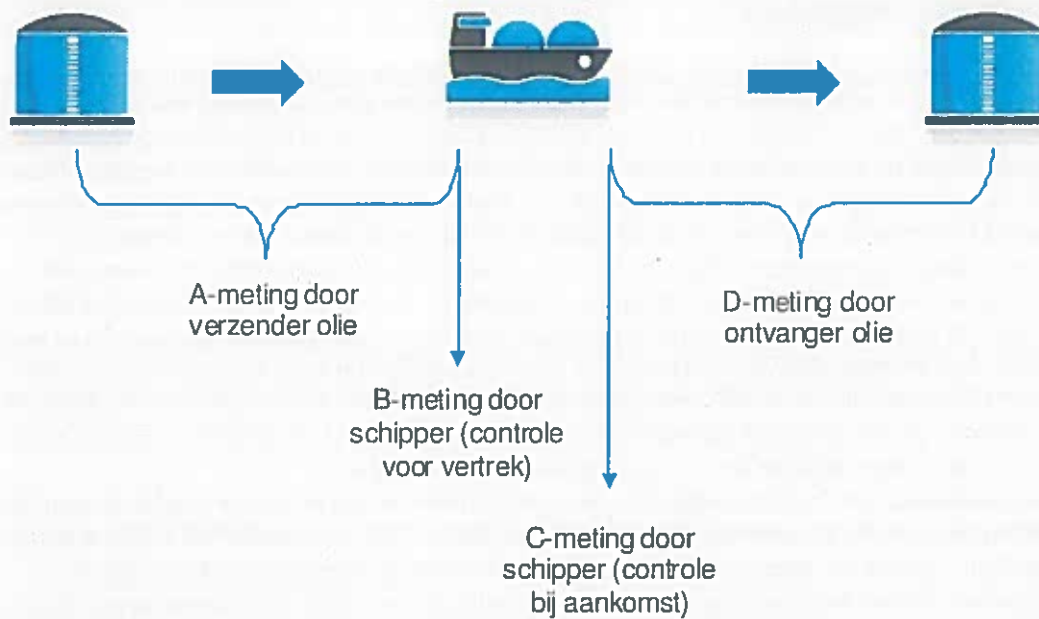 A-meting door
verzender olie
D-meting door
ontvanger olie
B-meting door
schipper (controle
voor vertrek)
C-meting door
schipper (controle
bij aankomst)